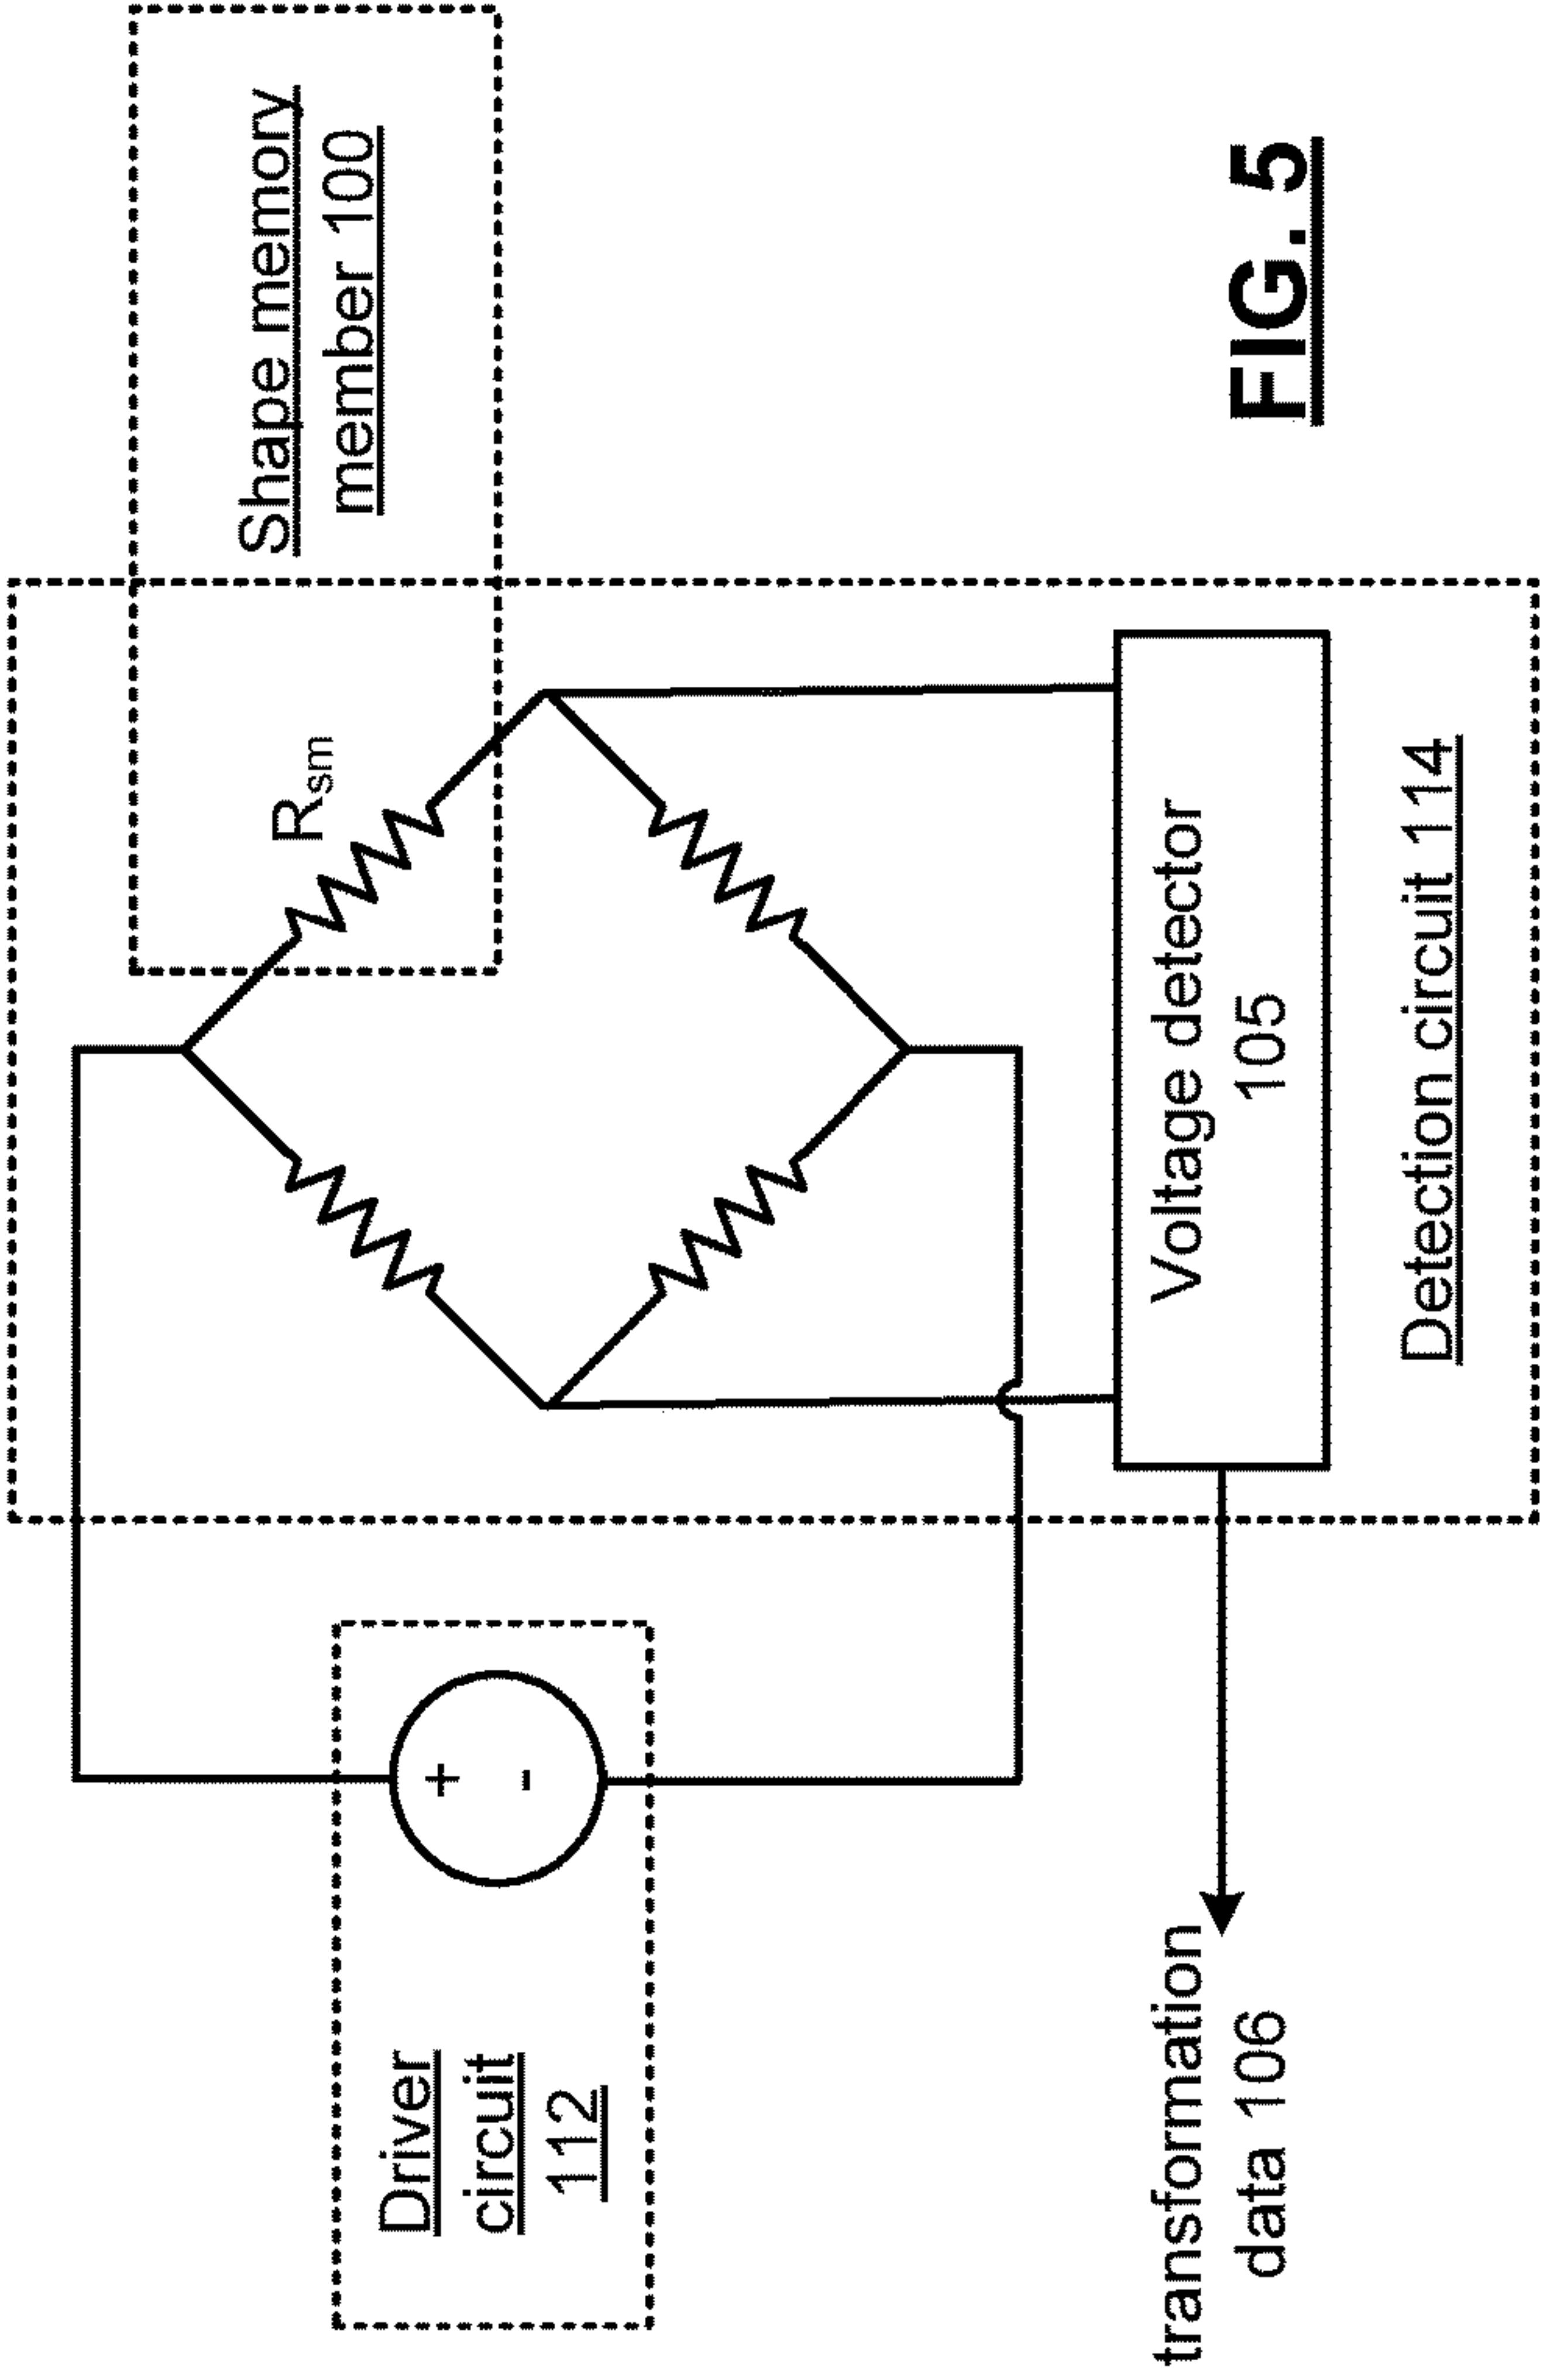 Shape memory
member 100
R_sm
+
-
Driver
circuit
112
Voltage detector
105
transformation
data 106
Detection circuit 114
FIG. 5